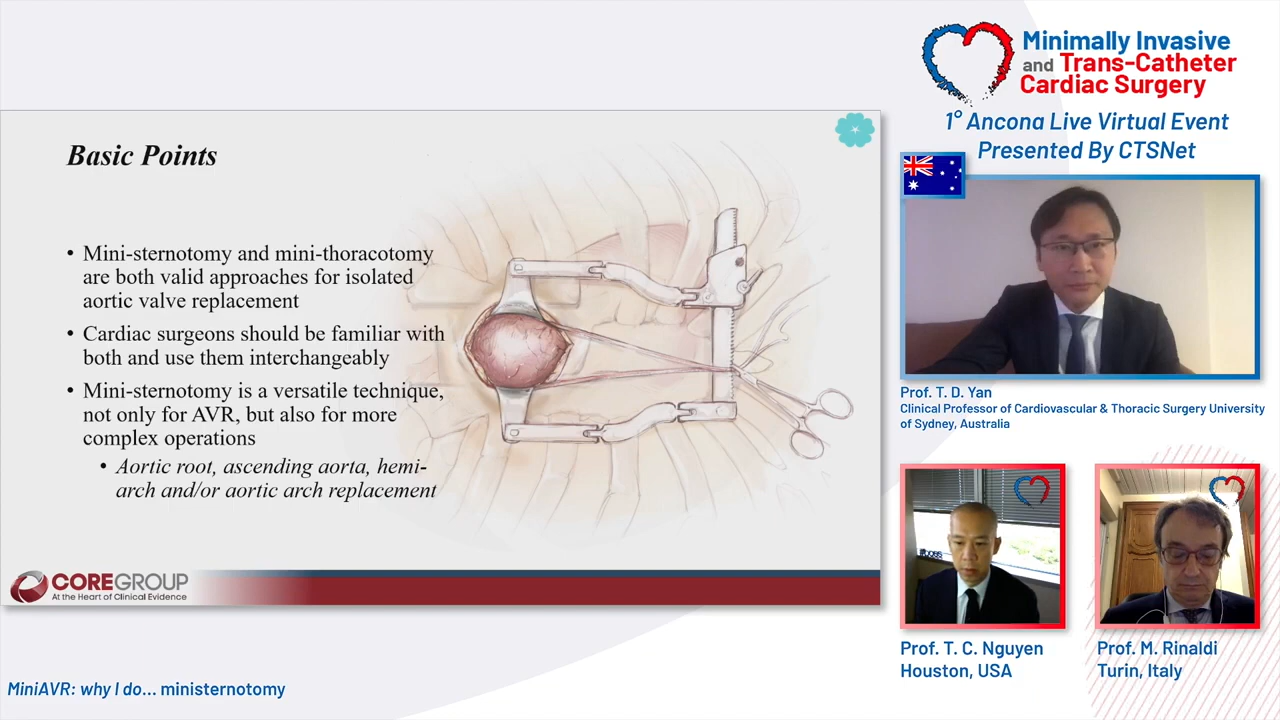 Minimally Invasive
and Trans-Catheter
Cardiac Surgery
1° Ancona Live Virtual Event
Presented By CTSNet
Basic Points
• Mini-sternotomy and mini-thoracotomy
are both valid approaches for isolated
aortic valve replacement
• Cardiac surgeons should be familiar with
both and use them interchangeably
• Mini-sternotomy is a versatile technique,
not only for AVR, but also for more
complex operations
• Aortic root, ascending aorta, hemi-
arch and/or aortic arch replacement
COREGROUP
At the Heart of Clinical Evidence
MiniAVR: why I do... ministernotomy
Prof. T. D. Yan
Clinical Professor of Cardiovascular & Thoracic Surgery University
of Sydney, Australia
Prof. T. C. Nguyen
Houston, USA
Prof. M. Rinaldi
Turin, Italy